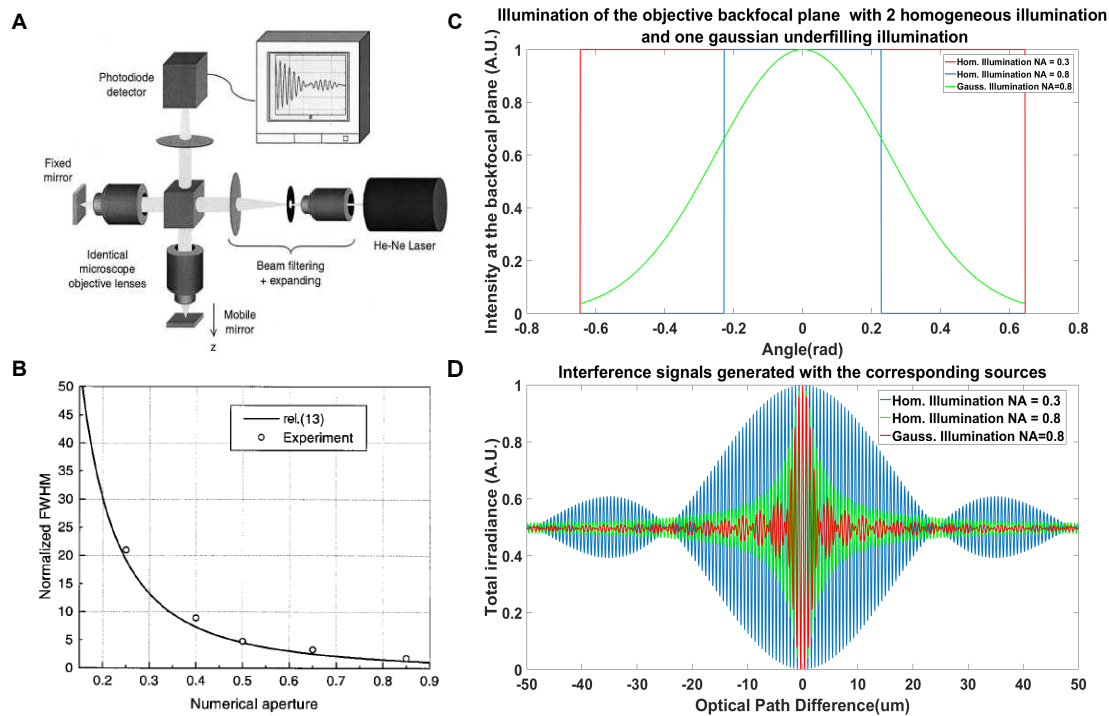 A
Photodiode
detector
Fixed
mirror
He-Ne Laser
Identical
microscope
objective lenses
Beam filtering
+ expanding
Mobile
mirror
z
B
50
45
40
35
30
25
20
15
10
5
0
Normalized FWHM
rel.(13)
Experiment
0.2 0.3 0.4 0.5 0.6 0.7 0.8 0.9
Numerical aperture
C
Illumination of the objective backfocal plane with 2 homogeneous illumination
and one gaussian underfilling illumination
Intensity at the backfocal plane (A.U.)
1
0.8
0.6
0.4
0.2
0
Hom. Illumination NA = 0.3
Hom. Illumination NA = 0.8
Gauss. Illumination NA=0.8
-0.8 -0.6 -0.4 -0.2 0 0.2 0.4 0.6 0.8
Angle(rad)
D
Interference signals generated with the corresponding sources
Total irradiance (A.U.)
1
0.8
0.6
0.4
0.2
0
Hom. Illumination NA = 0.3
Hom. Illumination NA = 0.8
Gauss. Illumination NA=0.8
-50 -40 -30 -20 -10 0 10 20 30 40 50
Optical Path Difference(um)